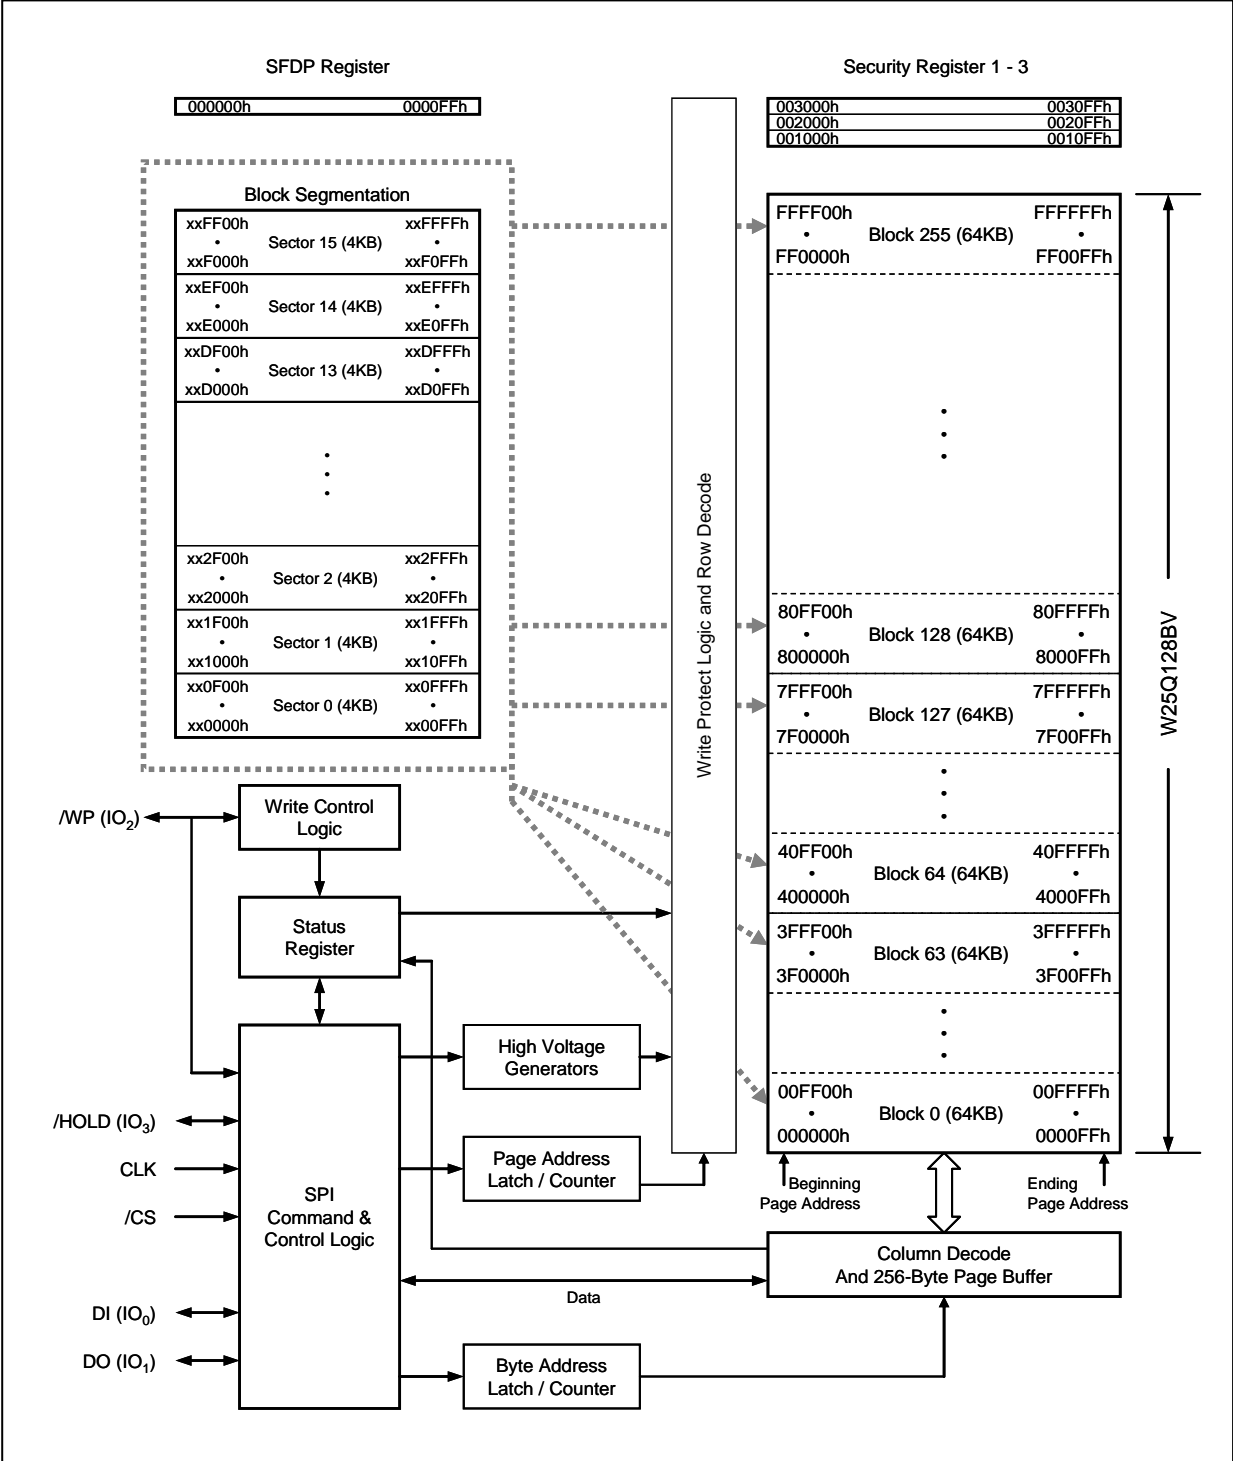 SFDP Register
000000h 0000FFh
Security Register 1 - 3
003000h 0030FFh
002000h 0020FFh
001000h 0010FFh
Block Segmentation
xxFF00h xxFFFFh
• Sector 15 (4KB) •
xxF000h xxF0FFh
xxEF00h xxEFFFh
• Sector 14 (4KB) •
xxE000h xxE0FFh
xxDF00h xxDFFFh
• Sector 13 (4KB) •
xxD000h xxD0FFh
xx2F00h xx2FFFh
• Sector 2 (4KB) •
xx2000h xx20FFh
xx1F00h xx1FFFh
• Sector 1 (4KB) •
xx1000h xx10FFh
xx0F00h xx0FFFh
• Sector 0 (4KB) •
xx0000h xx00FFh
Write Protect Logic and Row Decode
FFFF00h FFFFFFh
• Block 255 (64KB) •
FF0000h FF00FFh
80FF00h 80FFFFh
• Block 128 (64KB) •
800000h 8000FFh
7FFF00h 7FFFFFh
• Block 127 (64KB) •
7F0000h 7F00FFh
40FF00h 40FFFFh
• Block 64 (64KB) •
400000h 4000FFh
3FFF00h 3FFFFFh
• Block 63 (64KB) •
3F0000h 3F00FFh
00FF00h 00FFFFh
• Block 0 (64KB) •
000000h 0000FFh
W25Q128BV
Beginning
Page Address
Ending
Page Address
/WP (IO2)
Write Control
Logic
Status
Register
High Voltage
Generators
/HOLD (IO3)
CLK
/CS
DI (IO0)
DO (IO1)
SPI
Command &
Control Logic
Page Address
Latch / Counter
Column Decode
And 256-Byte Page Buffer
Data
Byte Address
Latch / Counter